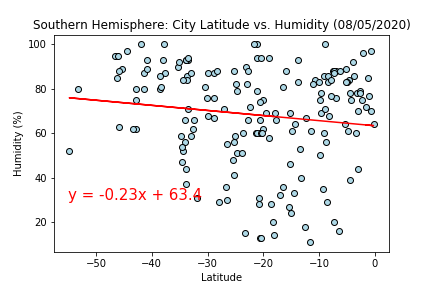 Southern Hemisphere: City Latitude vs. Humidity (08/05/2020)
Humidity (%)
100
80
60
40
20
y = -0.23x + 63.4
−50
−40
−30
−20
−10
0
Latitude